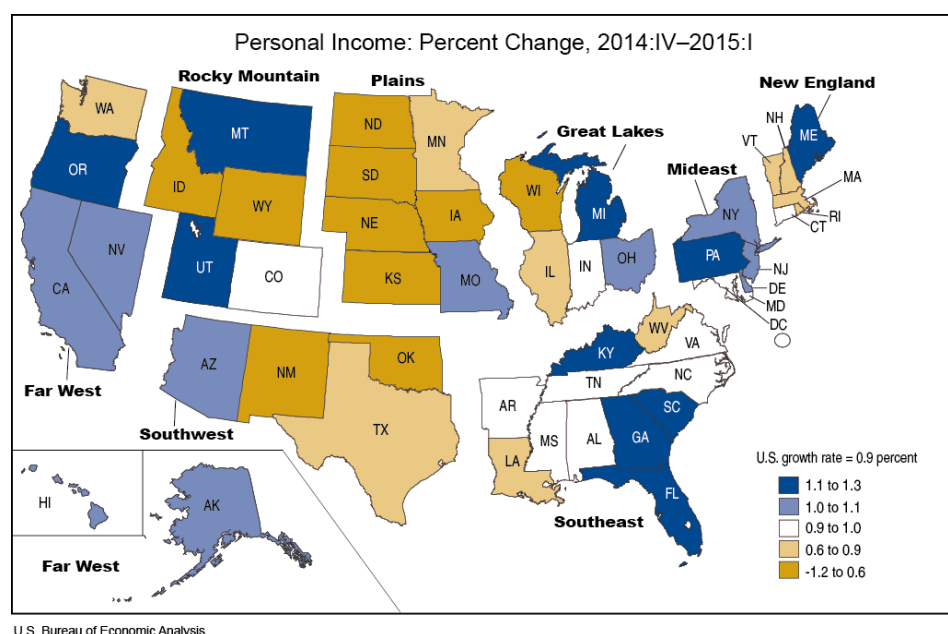 Personal Income: Percent Change, 2014:IV–2015:I
Rocky Mountain
Plains
New England
Great Lakes
Mideast
WA
OR
MT
ID
WY
UT
CO
NV
CA
ND
SD
NE
KS
MN
IA
MO
WI
MI
IL
IN
OH
NH
VT
ME
MA
RI
CT
NY
PA
NJ
DE
MD
DC
Far West
AZ
NM
OK
TX
Southwest
WV
VA
KY
TN
NC
AR
SC
MS
AL
GA
LA
FL
Southeast
HI
AK
Far West
U.S. growth rate = 0.9 percent
1.1 to 1.3
1.0 to 1.1
0.9 to 1.0
0.6 to 0.9
-1.2 to 0.6
U.S. Bureau of Economic Analysis